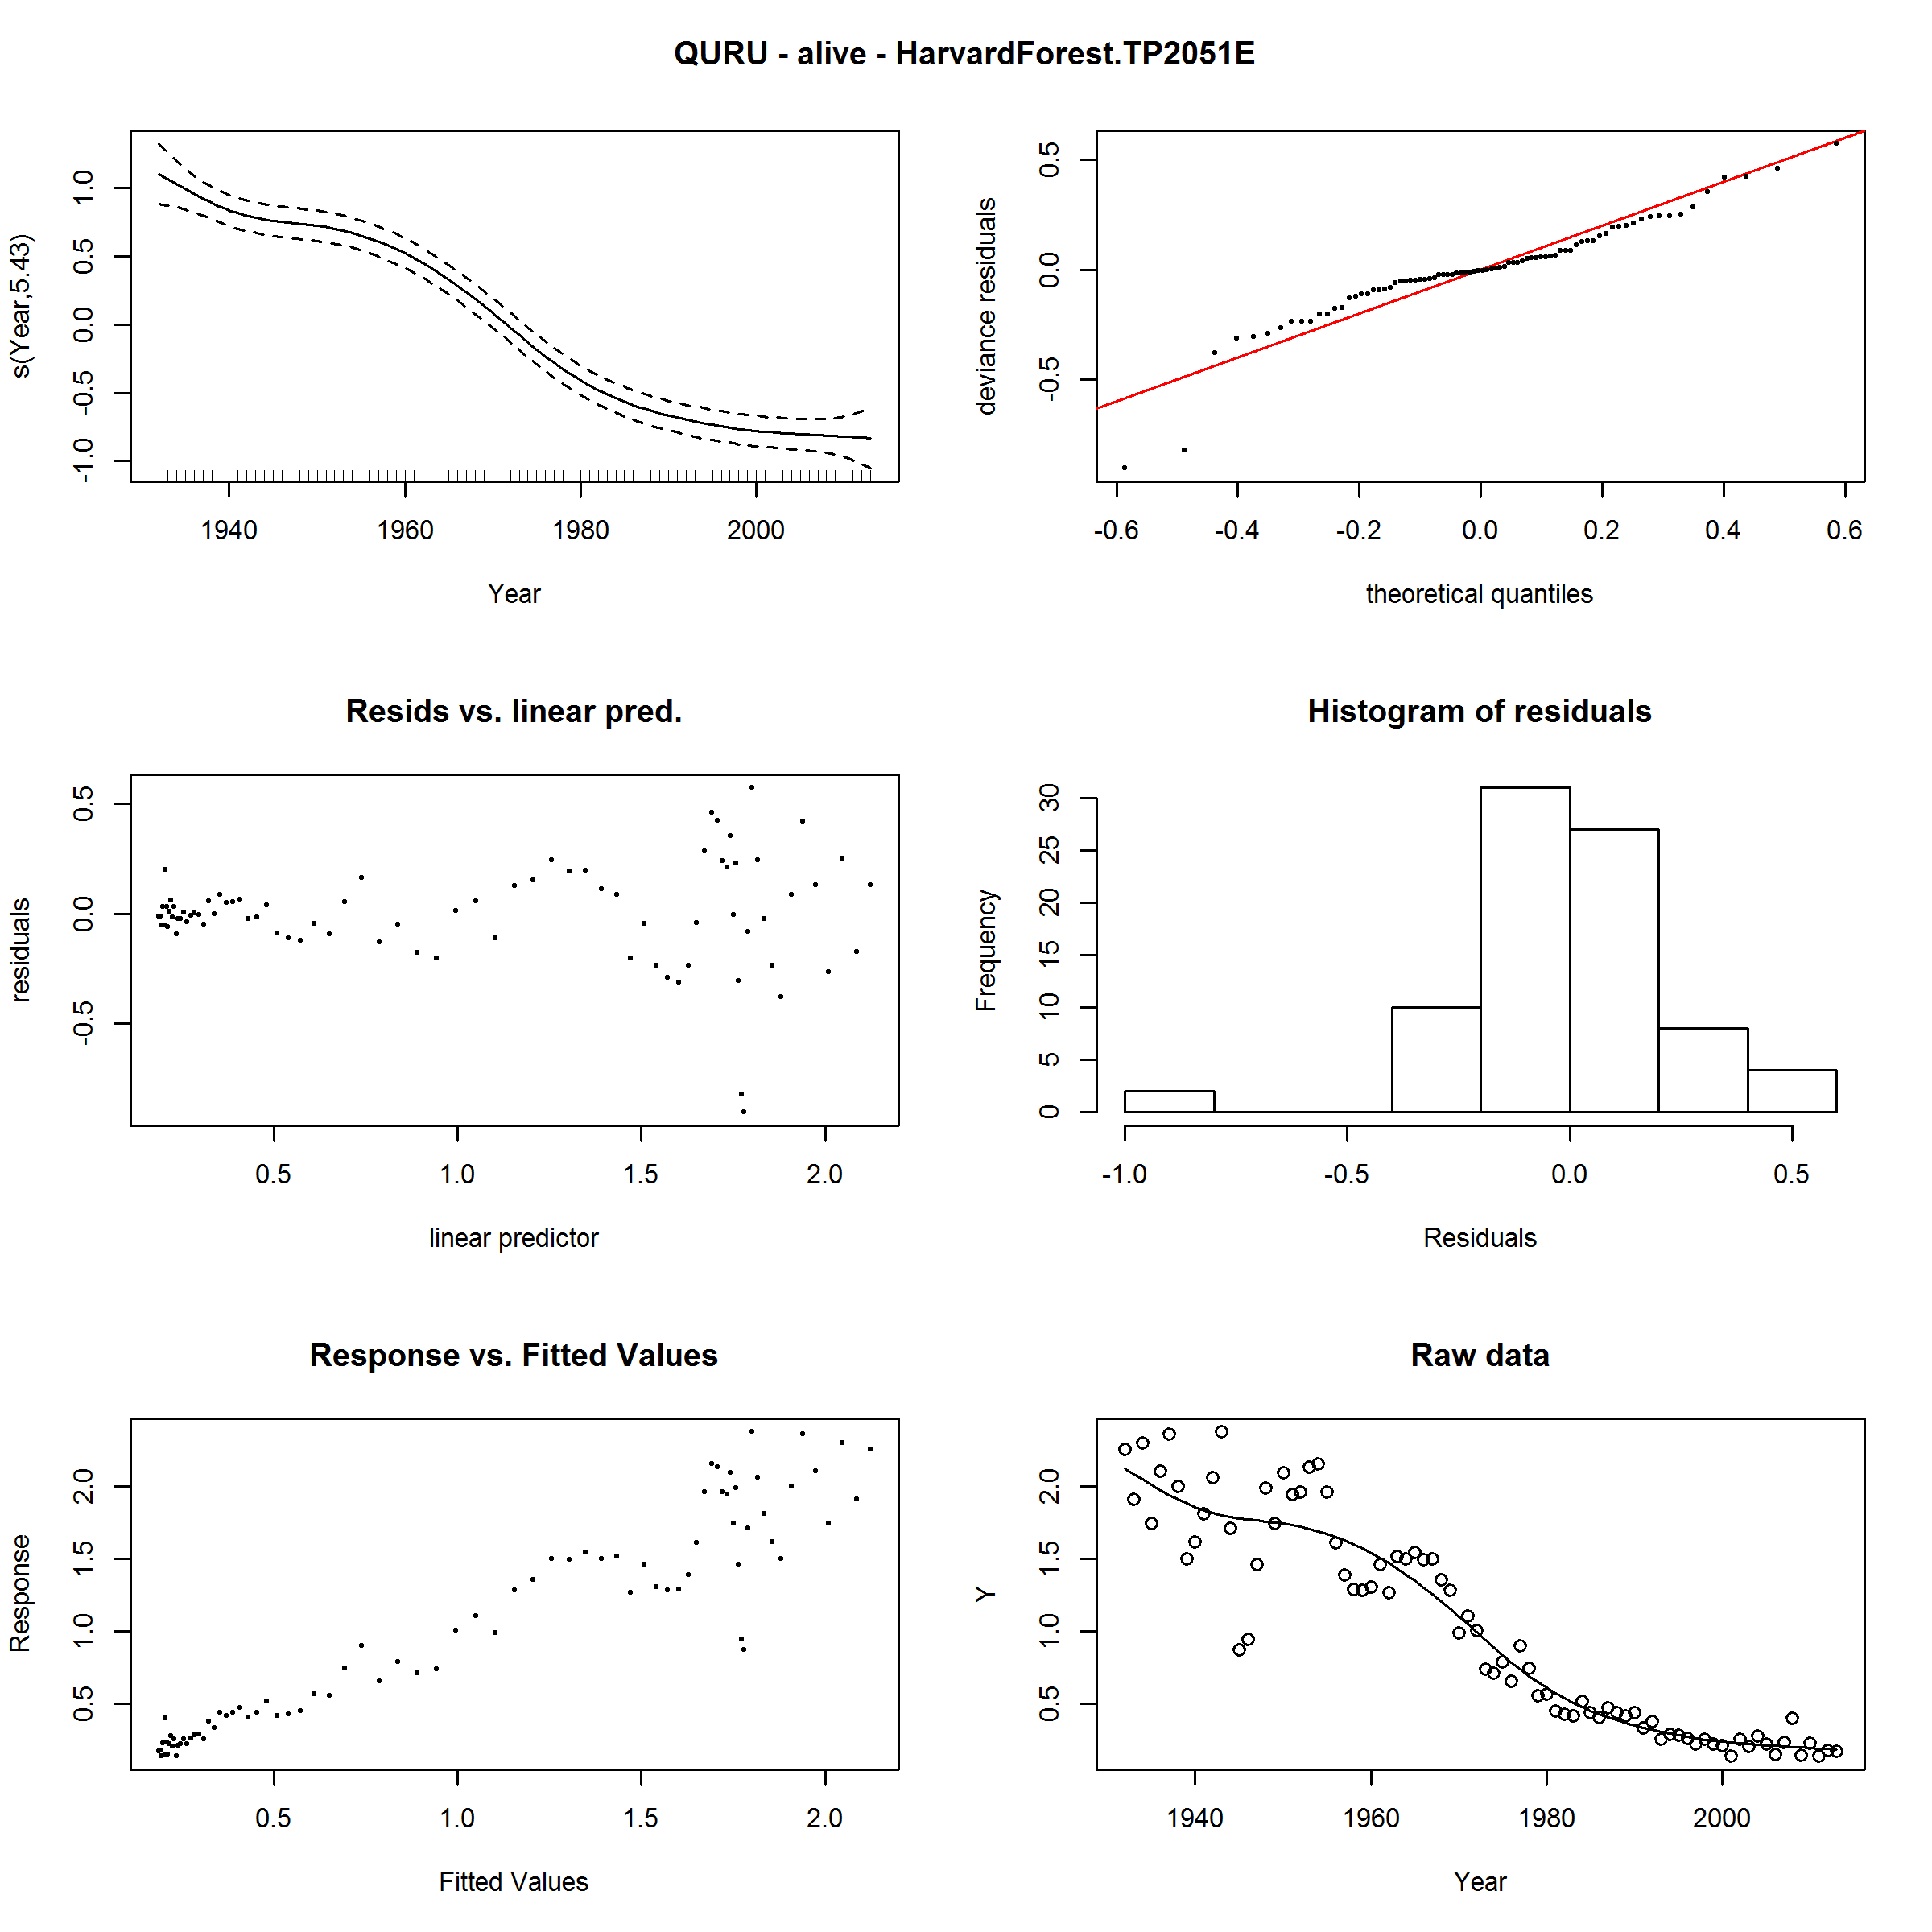 QURU - alive - HarvardForest.TP2051E
s(Year,5.43)
1.0
0.5
0.0
-0.5
-1.0
1940 1960 1980 2000
Year
deviance residuals
0.5
0.0
-0.5
-0.6 -0.4 -0.2 0.0 0.2 0.4 0.6
theoretical quantiles
Resids vs. linear pred.
residuals
0.5
0.0
-0.5
0.5 1.0 1.5 2.0
linear predictor
Histogram of residuals
Frequency
30
25
20
15
10
5
0
-1.0 -0.5 0.0 0.5
Residuals
Response vs. Fitted Values
Response
2.0
1.5
1.0
0.5
0.5 1.0 1.5 2.0
Fitted Values
Raw data
Y
2.0
1.5
1.0
0.5
1940 1960 1980 2000
Year